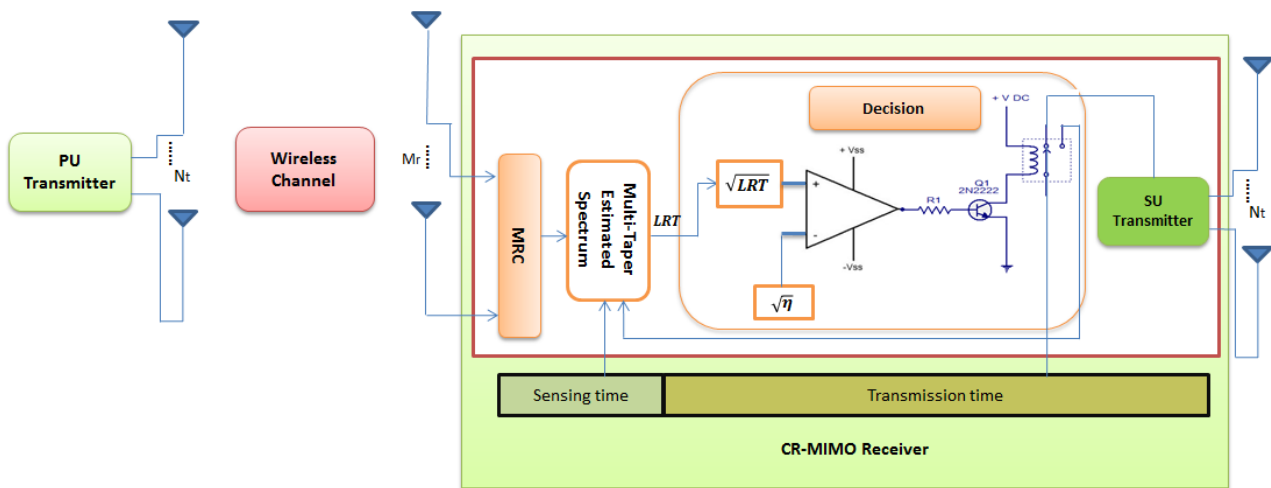 PU
Transmitter
Nt
Wireless
Channel
Mr
MRC
Multi-Taper
Estimated
Spectrum
LRT
Decision
√LRT
√η
+
-
+ Vss
-Vss
R1
Q1
2N2222
+ V DC
SU
Transmitter
Nt
Sensing time
Transmission time
CR-MIMO Receiver